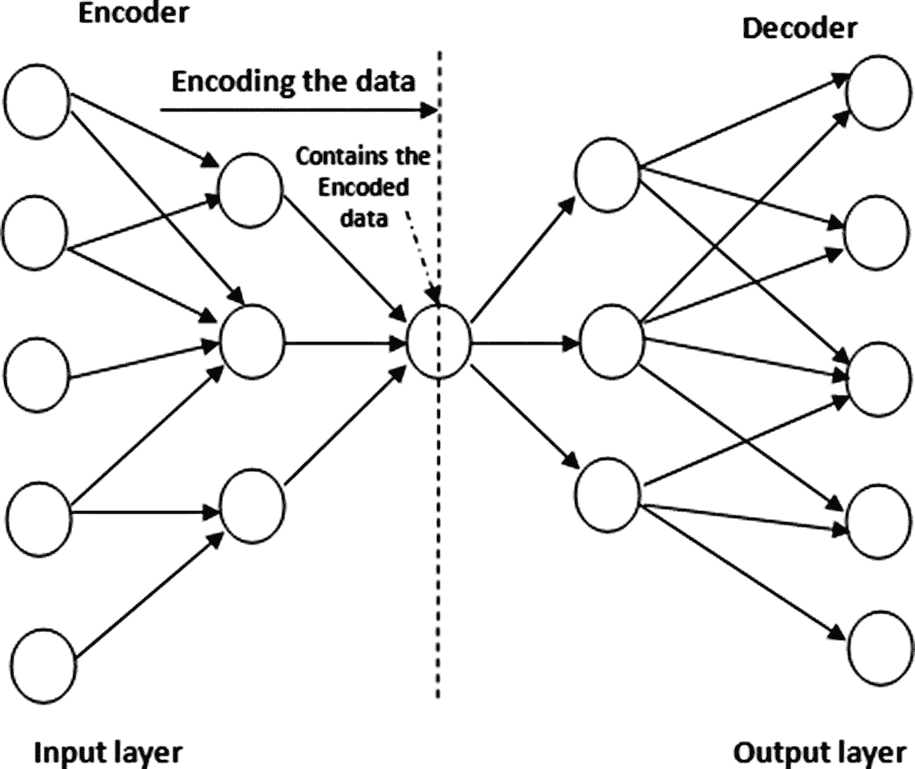 Encoder
Decoder
Encoding the data
Contains the
Encoded
data
Input layer
Output layer